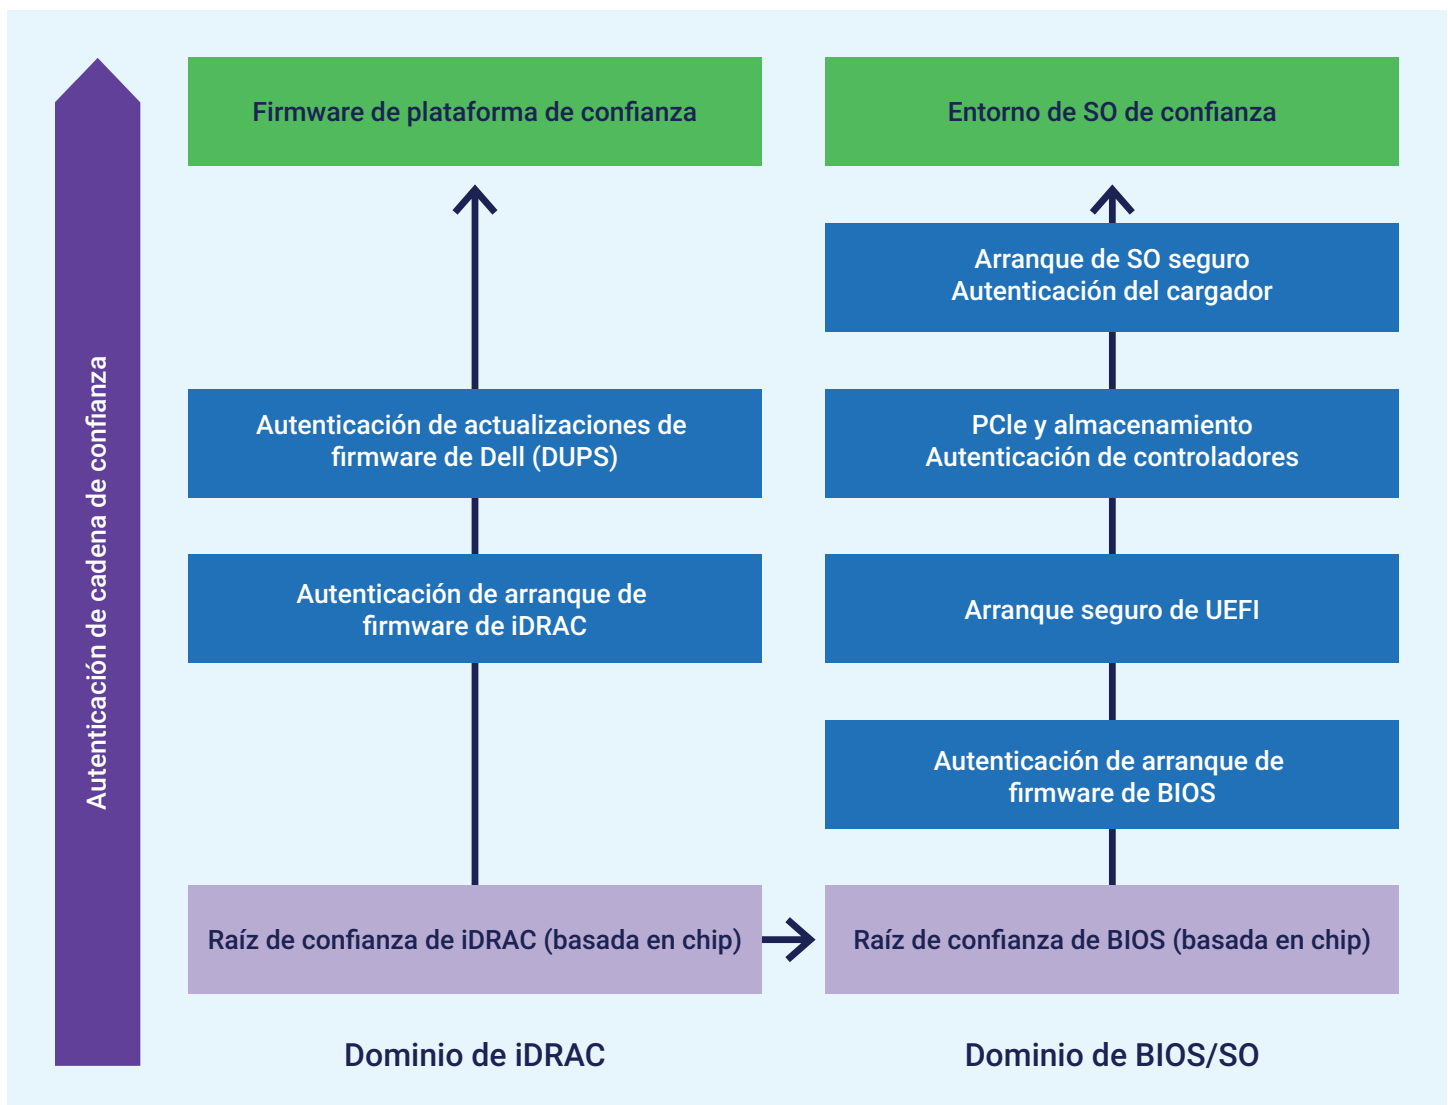 Autenticación de cadena de confianza
Firmware de plataforma de confianza
Autenticación de actualizaciones de
firmware de Dell (DUPS)
Autenticación de arranque de
firmware de iDRAC
Raíz de confianza de iDRAC (basada en chip)
Dominio de iDRAC
Entorno de SO de confianza
Arranque de SO seguro
Autenticación del cargador
PCIe y almacenamiento
Autenticación de controladores
Arranque seguro de UEFI
Autenticación de arranque de
firmware de BIOS
Raíz de confianza de BIOS (basada en chip)
Dominio de BIOS/SO